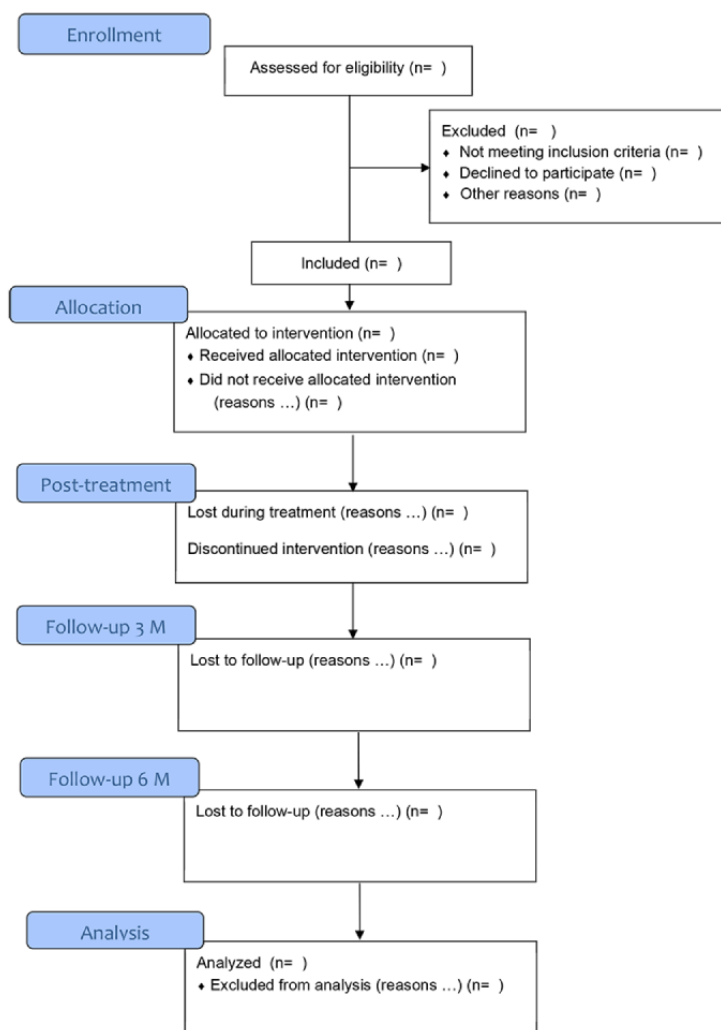 Enrollment
Assessed for eligibility (n=  )
Excluded  (n=   )
♦ Not meeting inclusion criteria (n=  )
♦ Declined to participate (n=  )
♦ Other reasons (n=  )
Included (n=  )
Allocation
Allocated to intervention (n=  )
♦ Received allocated intervention (n=  )
♦ Did not receive allocated intervention
(reasons …) (n=  )
Post-treatment
Lost during treatment (reasons …) (n=  )
Discontinued intervention (reasons …) (n=  )
Follow-up 3 M
Lost to follow-up (reasons …) (n=  )
Follow-up 6 M
Lost to follow-up (reasons …) (n=  )
Analysis
Analyzed  (n=  )
♦ Excluded from analysis (reasons …) (n=  )